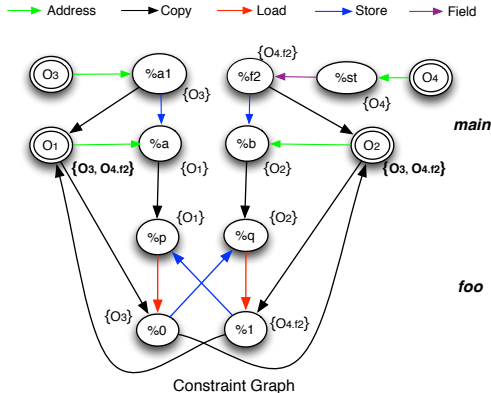 Address Copy Load Store Field
{O4.f2}
O3 %a1 %f2 %st O4
{O3} {O4}
main
O1 %a %b O2
{O3, O4.f2} {O1} {O2} {O3, O4.f2}
{O1} {O2}
%p %q
foo
{O3} %0 %1 {O4.f2}
Constraint Graph